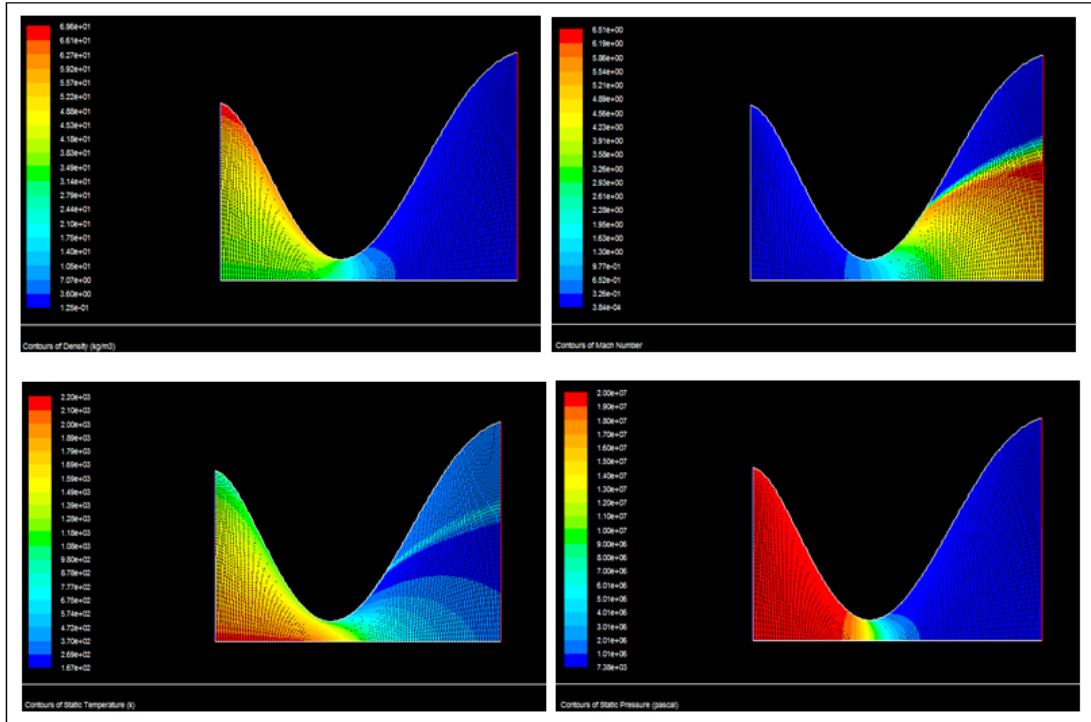 6.96e+01
6.61e+01
6.27e+01
5.92e+01
5.57e+01
5.22e+01
4.88e+01
4.53e+01
4.18e+01
3.83e+01
3.49e+01
3.14e+01
2.79e+01
2.44e+01
2.10e+01
1.75e+01
1.40e+01
1.05e+01
7.07e+00
3.60e+00
1.25e-01
Contours of Density (kg/m3)
6.51e+00
6.19e+00
5.86e+00
5.54e+00
5.21e+00
4.89e+00
4.56e+00
4.23e+00
3.91e+00
3.58e+00
3.26e+00
2.93e+00
2.61e+00
2.28e+00
1.95e+00
1.63e+00
1.30e+00
9.77e-01
6.52e-01
3.26e-01
3.84e-04
Contours of Mach Number
2.20e+03
2.10e+03
2.00e+03
1.89e+03
1.79e+03
1.69e+03
1.59e+03
1.49e+03
1.39e+03
1.28e+03
1.18e+03
1.08e+03
9.80e+02
8.78e+02
7.77e+02
6.75e+02
5.74e+02
4.72e+02
3.70e+02
2.69e+02
1.67e+02
Contours of Static Temperature (k)
2.00e+07
1.90e+07
1.80e+07
1.70e+07
1.60e+07
1.50e+07
1.40e+07
1.30e+07
1.20e+07
1.10e+07
1.00e+07
9.00e+06
8.00e+06
7.00e+06
6.01e+06
5.01e+06
4.01e+06
3.01e+06
2.01e+06
1.01e+06
7.38e+03
Contours of Static Pressure (pascal)